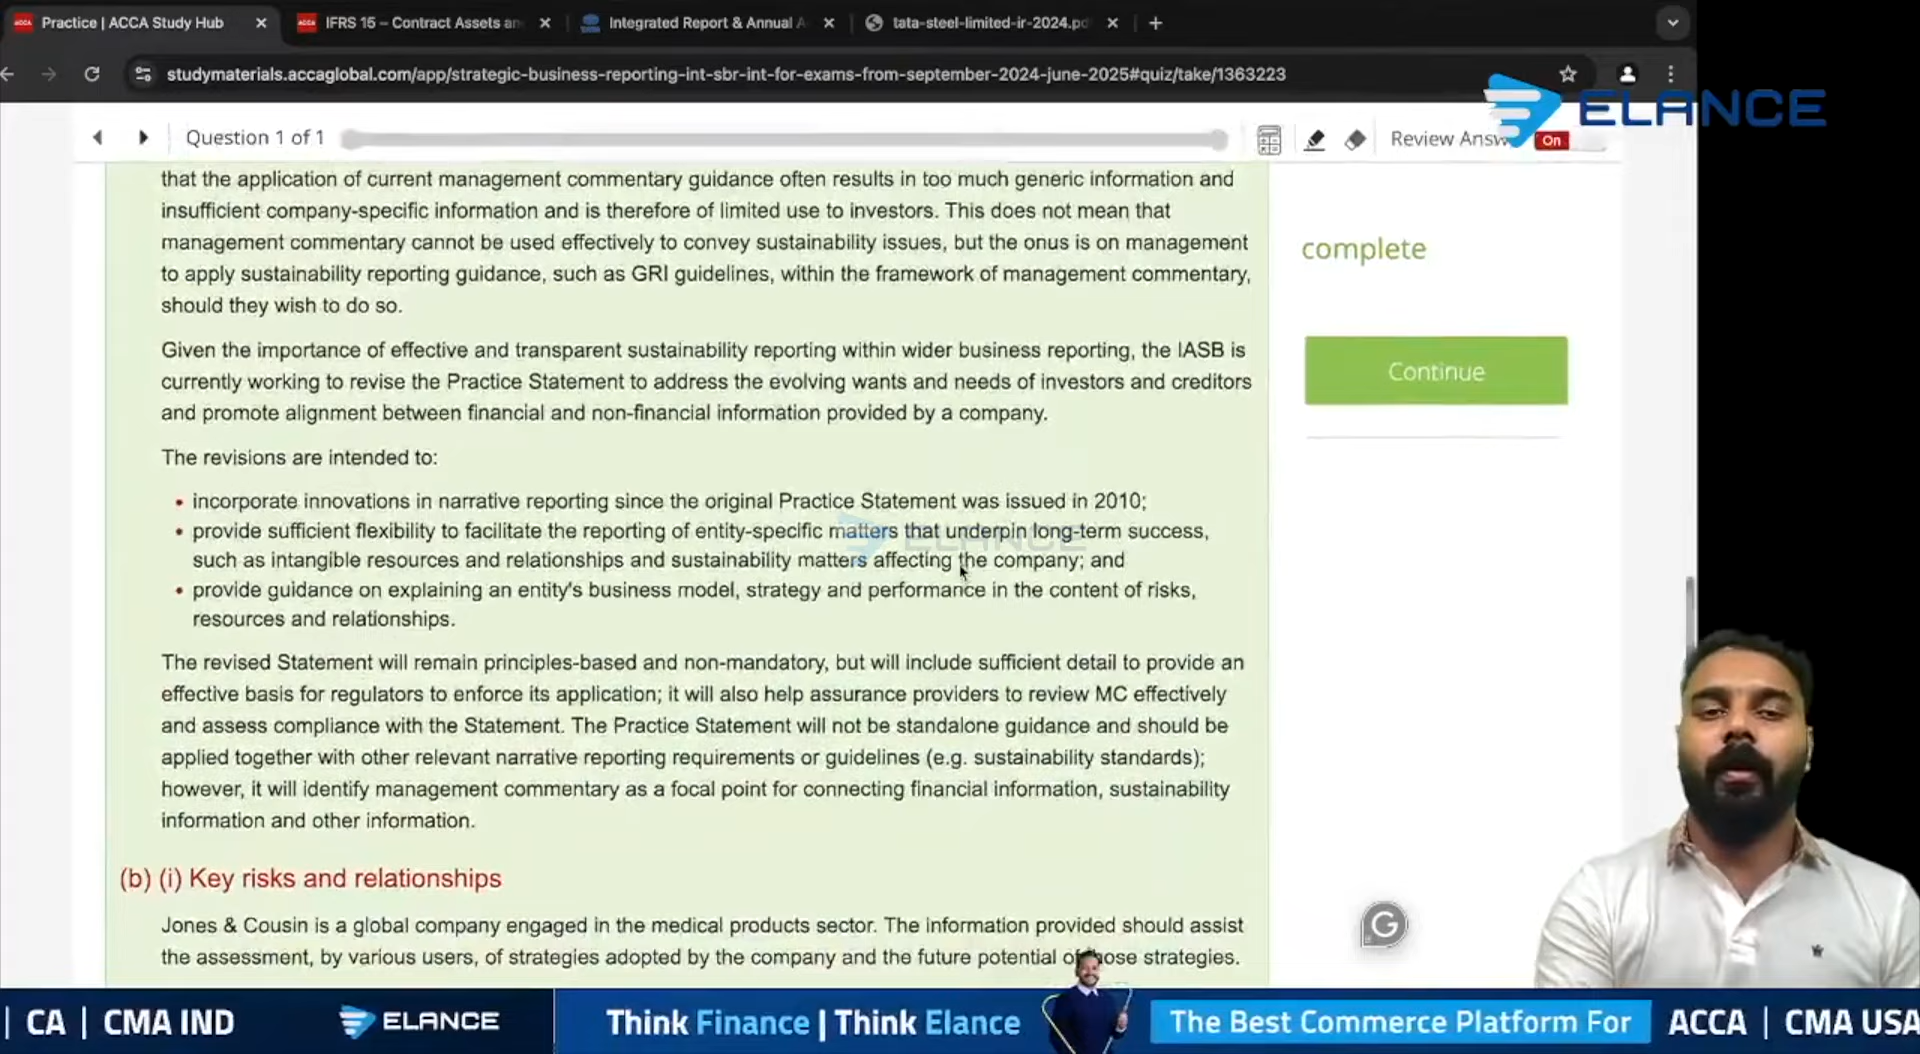 Practice | ACCA Study Hub
IFRS 15 – Contract Assets an
Integrated Report & Annual A
tata-steel-limited-ir-2024.pd
studymaterials.accaglobal.com/app/strategic-business-reporting-int-sbr-int-for-exams-from-september-2024-june-2025#quiz/take/1363223
ELANCE
Question 1 of 1
Review Answ
On
that the application of current management commentary guidance often results in too much generic information and
insufficient company-specific information and is therefore of limited use to investors. This does not mean that
management commentary cannot be used effectively to convey sustainability issues, but the onus is on management
to apply sustainability reporting guidance, such as GRI guidelines, within the framework of management commentary,
should they wish to do so.
complete
Continue
Given the importance of effective and transparent sustainability reporting within wider business reporting, the IASB is
currently working to revise the Practice Statement to address the evolving wants and needs of investors and creditors
and promote alignment between financial and non-financial information provided by a company.
The revisions are intended to:
• incorporate innovations in narrative reporting since the original Practice Statement was issued in 2010;
• provide sufficient flexibility to facilitate the reporting of entity-specific matters that underpin long-term success,
such as intangible resources and relationships and sustainability matters affecting the company; and
• provide guidance on explaining an entity's business model, strategy and performance in the content of risks,
resources and relationships.
ELANCE
The revised Statement will remain principles-based and non-mandatory, but will include sufficient detail to provide an
effective basis for regulators to enforce its application; it will also help assurance providers to review MC effectively
and assess compliance with the Statement. The Practice Statement will not be standalone guidance and should be
applied together with other relevant narrative reporting requirements or guidelines (e.g. sustainability standards);
however, it will identify management commentary as a focal point for connecting financial information, sustainability
information and other information.
(b) (i) Key risks and relationships
Jones & Cousin is a global company engaged in the medical products sector. The information provided should assist
the assessment, by various users, of strategies adopted by the company and the future potential of those strategies.
| CA | CMA IND
ELANCE
Think Finance | Think Elance
The Best Commerce Platform For
ACCA | CMA USA